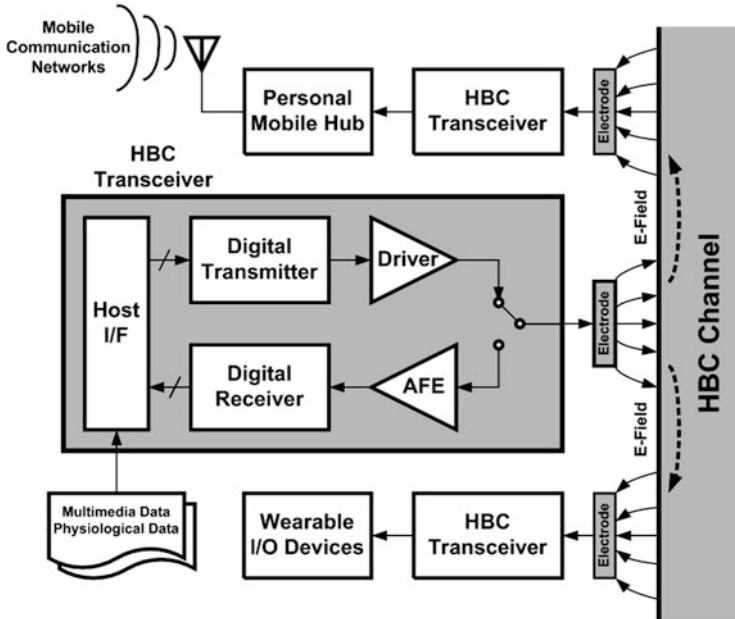 Mobile
Communication
Networks
Personal
Mobile Hub
HBC
Transceiver
Electrode
HBC
Transceiver
E-Field
Host
I/F
Digital
Transmitter
Driver
Digital
Receiver
AFE
Electrode
HBC Channel
E-Field
Multimedia Data
Physiological Data
Wearable
I/O Devices
HBC
Transceiver
Electrode